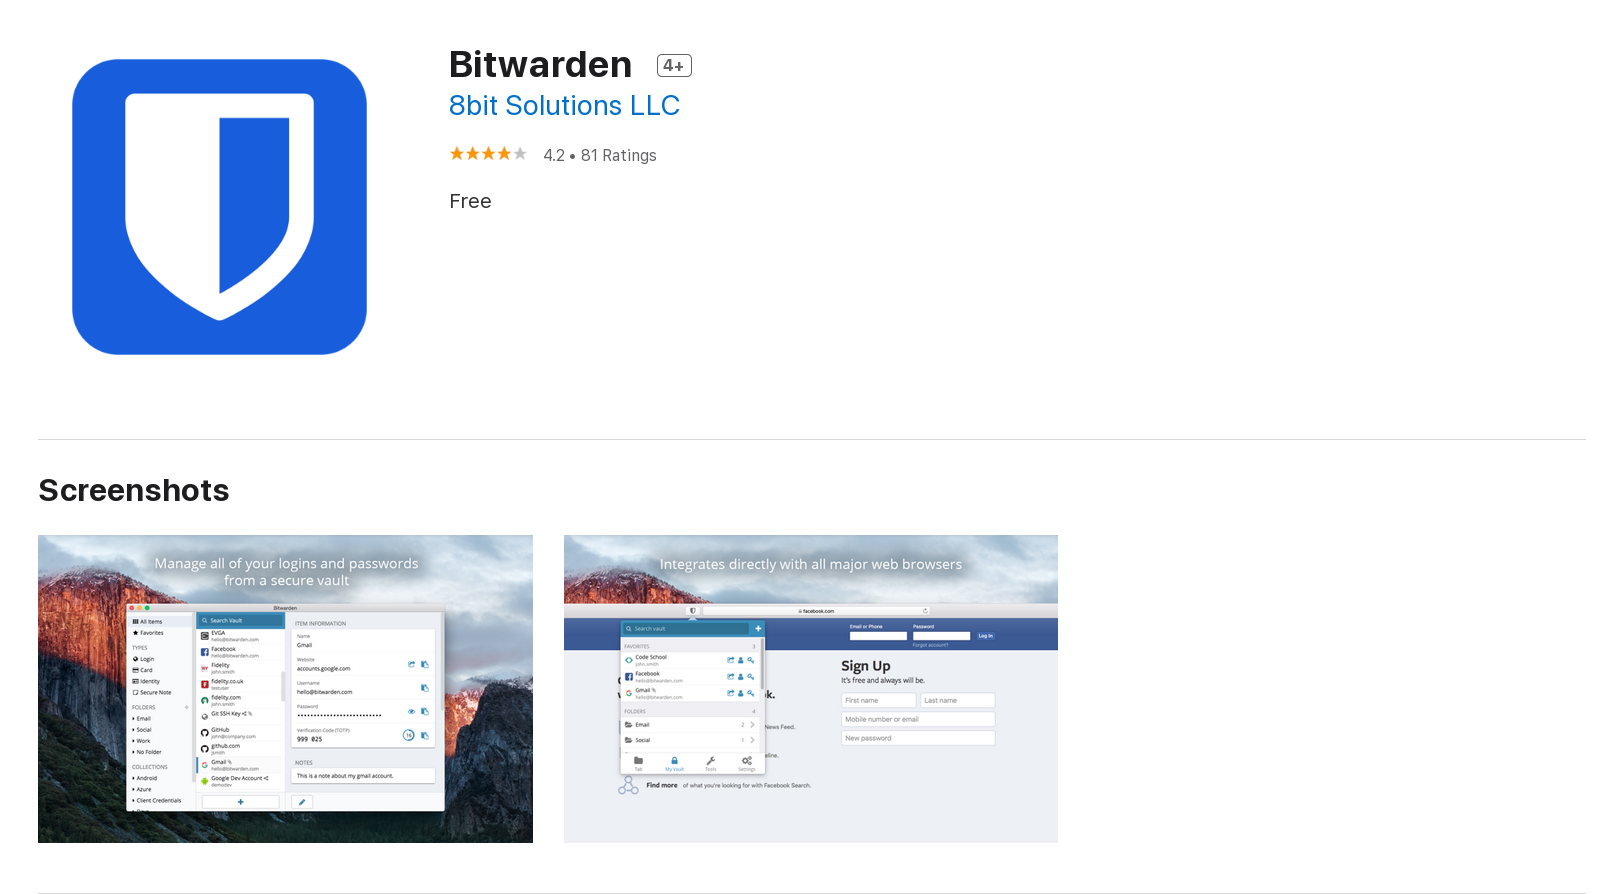 Bitwarden 4+
8bit Solutions LLC
4.2 • 81 Ratings
Free
Screenshots
Manage all of your logins and passwords
from a secure vault
Bitwarden
All Items
Favorites
TYPES
Login
Card
Identity
Secure Note
FOLDERS
Email
Social
Work
No Folder
COLLECTIONS
Android
Azure
Client Credentials
Search Vault
EVGA
hello@bitwarden.com
Facebook
hello@bitwarden.com
Fidelity
john.smith
fidelity.co.uk
testuser
fidelity.com
john.smith
Git SSH Key
GitHub
john@company.com
github.com
jsmith
Gmail
hello@bitwarden.com
Google Dev Account
demodev
ITEM INFORMATION
Name
Gmail
Website
accounts.google.com
Username
hello@bitwarden.com
Password
Verification Code (TOTP)
999 025
16
NOTES
This is a note about my gmail account.
Integrates directly with all major web browsers
facebook.com
Search vault
FAVORITES 3
Code School
john.smith
Facebook
hello@bitwarden.com
Gmail
hello@bitwarden.com
FOLDERS 4
Email 2
Social 1
Tab
My Vault
Tools
Settings
Email or Phone
Password
Log In
Forgot account?
Sign Up
It's free and always will be.
First name
Last name
Mobile number or email
New password
News Feed.
Find more of what you're looking for with Facebook Search.